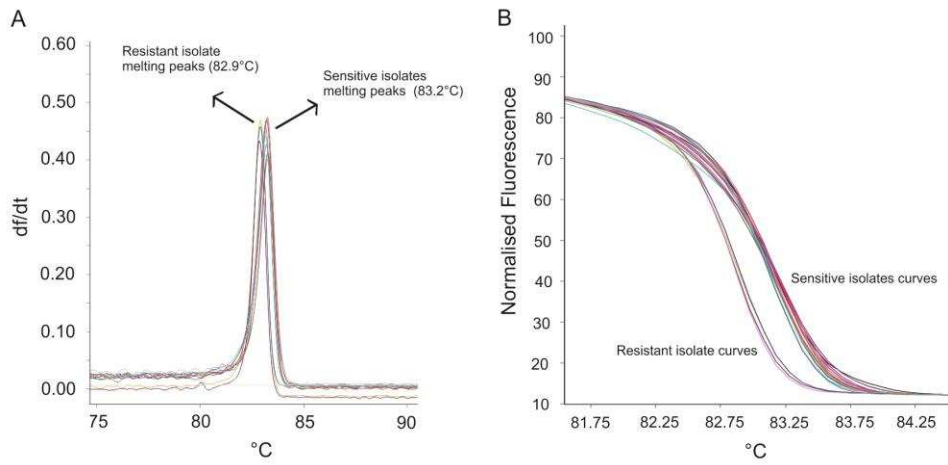 A
0.60
0.50
0.40
0.30
0.20
0.10
0.00
df/dt
75
80
85
90
°C
Resistant isolate
melting peaks (82.9°C)
Sensitive isolates
melting peaks (83.2°C)
B
100
90
80
70
60
50
40
30
20
10
Normalised Fluorescence
81.75
82.25
82.75
83.25
83.75
84.25
°C
Sensitive isolates curves
Resistant isolate curves